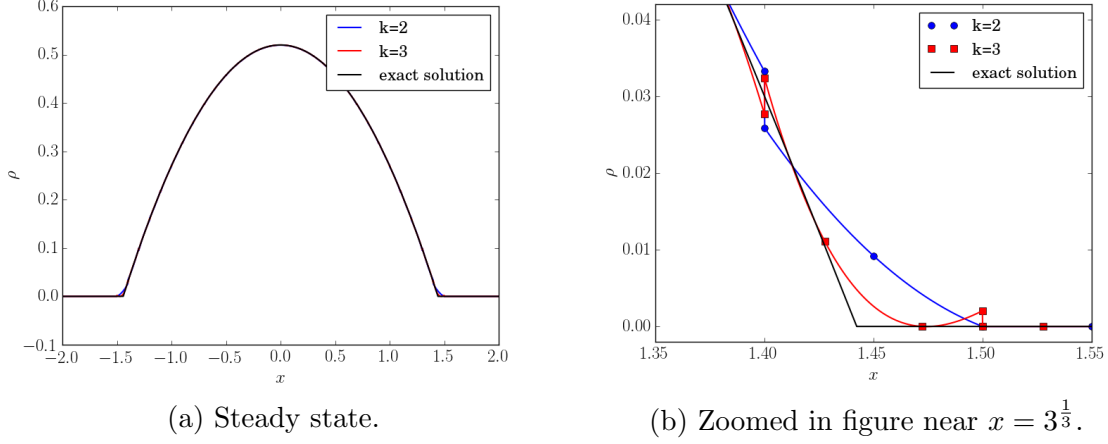 0.6
0.5
0.4
0.3
0.2
0.1
0.0
−0.1
ρ
k=2
k=3
exact solution
−2.0 −1.5 −1.0 −0.5 0.0 0.5 1.0 1.5 2.0
x
(a) Steady state.
0.04
0.03
0.02
0.01
0.00
ρ
k=2
k=3
exact solution
1.35 1.40 1.45 1.50 1.55
x
(b) Zoomed in figure near $x = 3^{\frac{1}{3}}$.